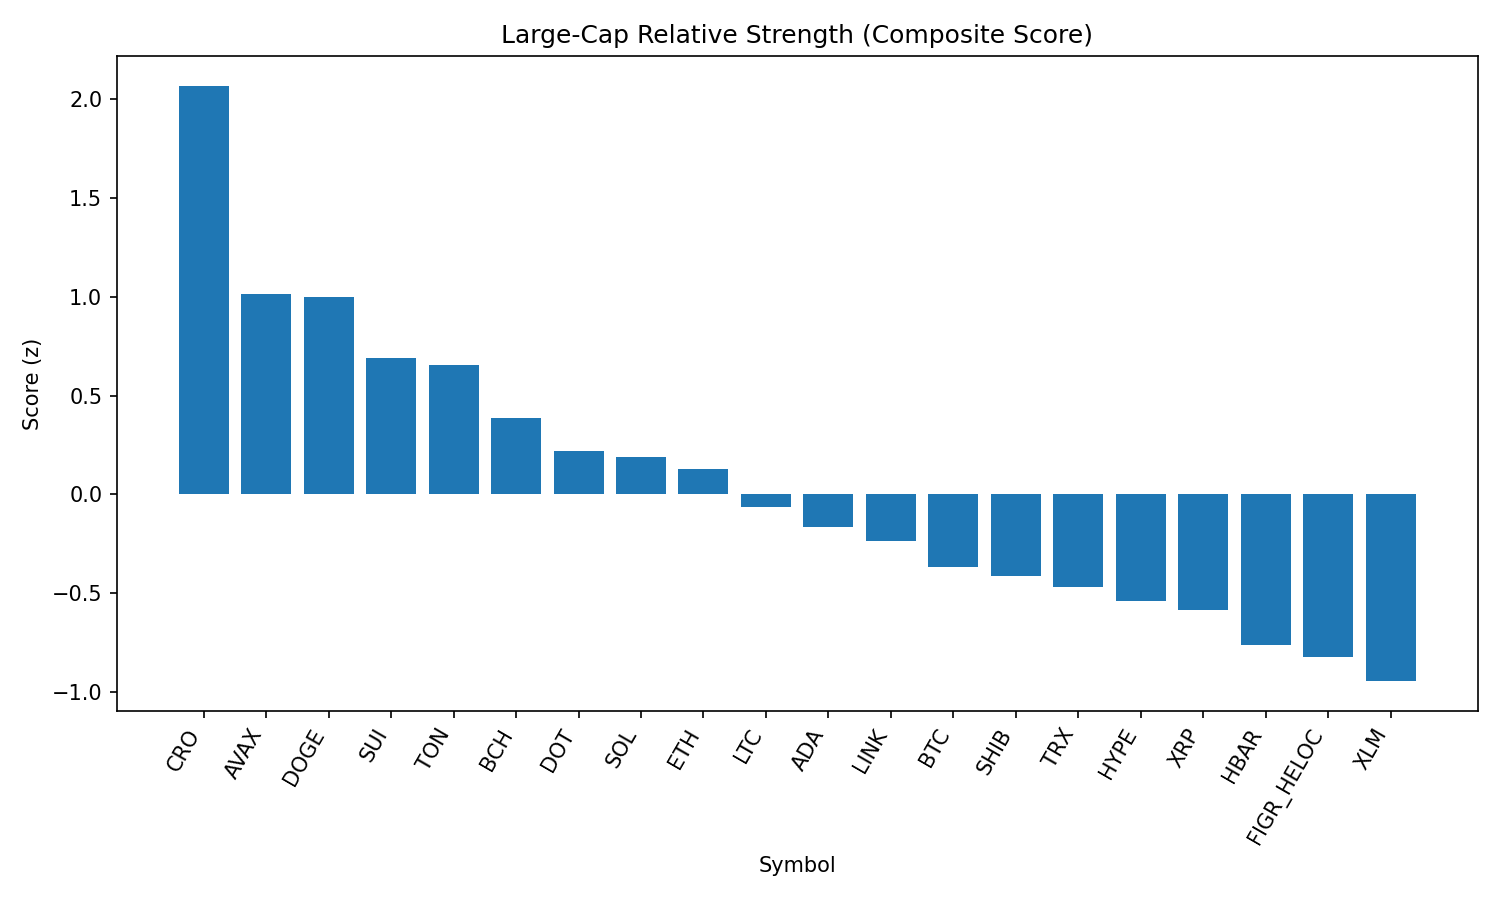 Large-Cap Relative Strength (Composite Score)
Score (z)
2.0
1.5
1.0
0.5
0.0
−0.5
−1.0
CRO
AVAX
DOGE
SUI
TON
BCH
DOT
SOL
ETH
LTC
ADA
LINK
BTC
SHIB
TRX
HYPE
XRP
HBAR
FIGR_HELOC
XLM
Symbol